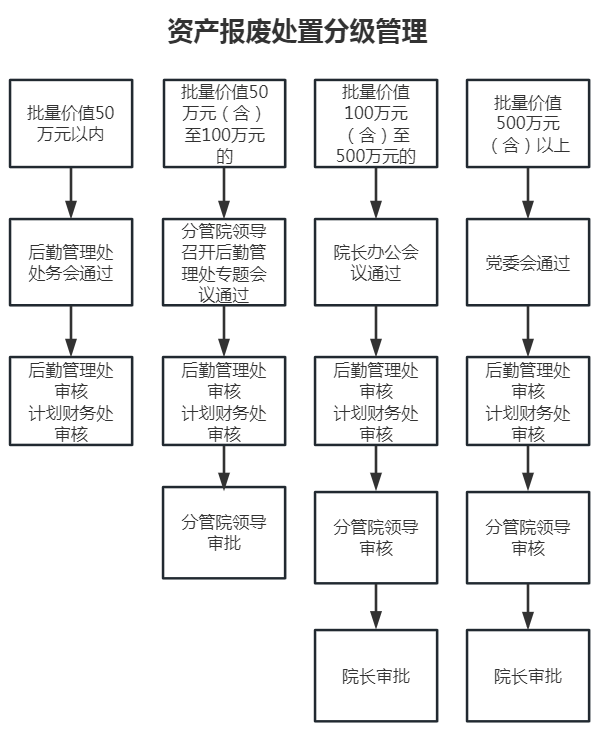 资产报废处置分级管理
批量价值50
万元以内
批量价值50
万元（含）
至100万元
的
批量价值
100万元
（含）至
500万元的
批量价值
500万元
（含）以上
后勤管理处
处务会通过
分管院领导
召开后勤管
理处专题会
议通过
院长办公会
议通过
党委会通过
后勤管理处
审核
计划财务处
审核
后勤管理处
审核
计划财务处
审核
后勤管理处
审核
计划财务处
审核
后勤管理处
审核
计划财务处
审核
分管院领导
审批
分管院领导
审核
分管院领导
审核
院长审批
院长审批